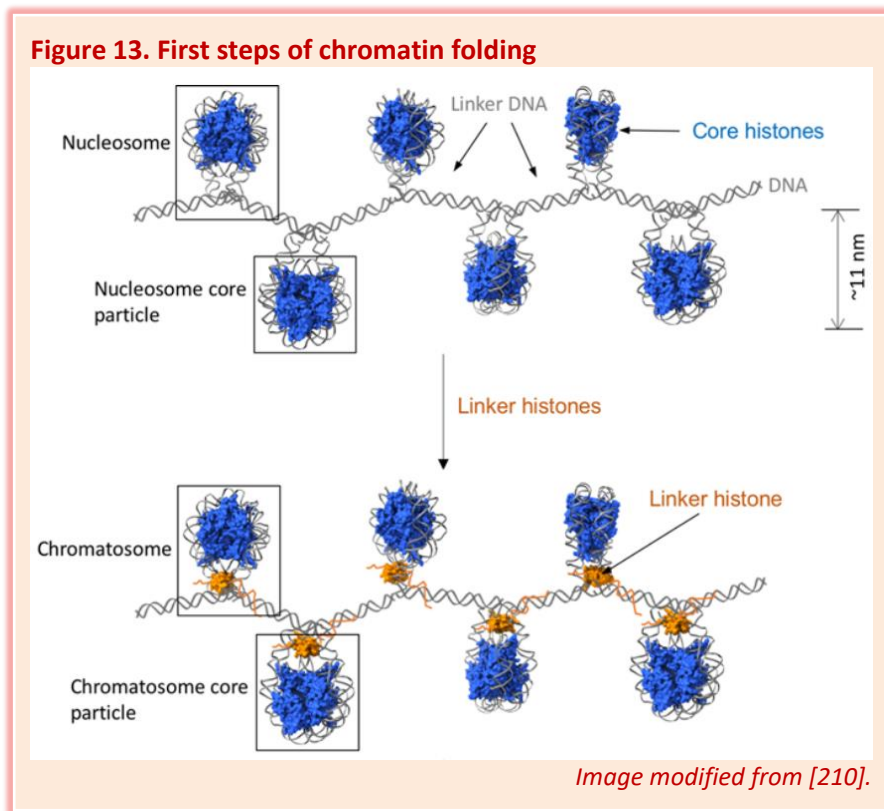 Figure 13. First steps of chromatin folding
Linker DNA
Nucleosome
Core histones
DNA
~11 nm
Nucleosome core
particle
Linker histones
Linker histone
Chromatosome
Chromatosome core
particle
Image modified from [210].